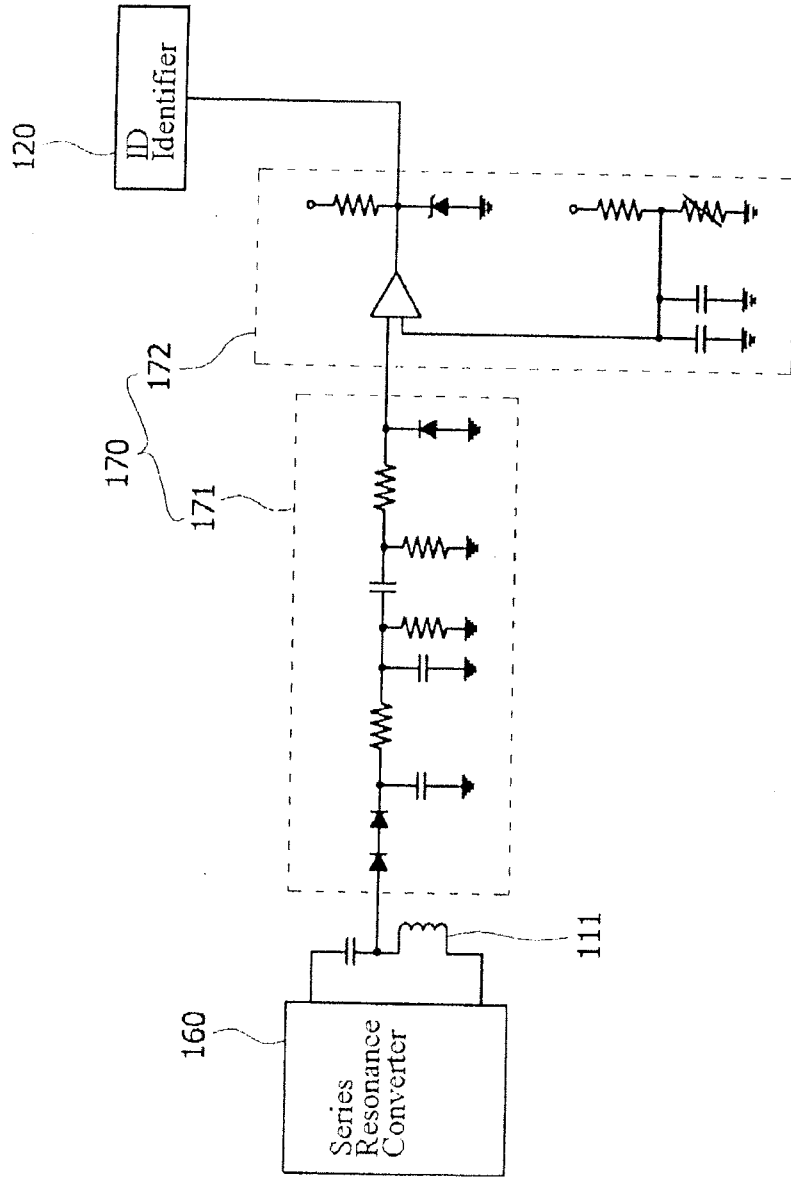 120
ID
Identifier
170
172
171
160
Series
Resonance
Converter
111